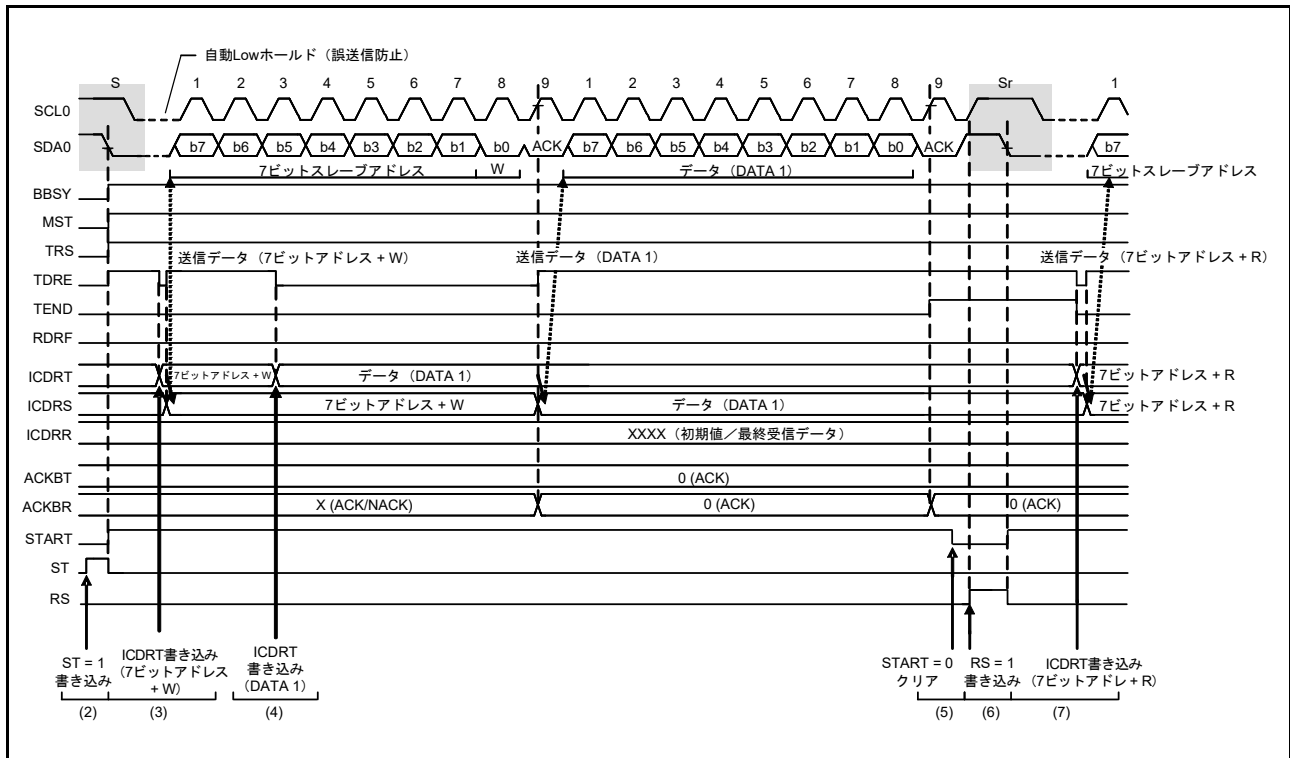 自動Lowホールド（誤送信防止）
S 1 2 3 4 5 6 7 8 9 1 2 3 4 5 6 7 8 9 Sr 1
SCL0
SDA0 b7 b6 b5 b4 b3 b2 b1 b0 ACK b7 b6 b5 b4 b3 b2 b1 b0 ACK b7
7ビットスレーブアドレス W データ（DATA 1） 7ビットスレーブアドレス
BBSY
MST
TRS
送信データ（7ビットアドレス + W） 送信データ（DATA 1） 送信データ（7ビットアドレス + R）
TDRE
TEND
RDRF
ICDRT 7ビットアドレス + W データ（DATA 1） 7ビットアドレス + R
ICDRS 7ビットアドレス + W データ（DATA 1） 7ビットアドレス + R
ICDRR XXXX（初期値／最終受信データ）
ACKBT 0 (ACK)
ACKBR X (ACK/NACK) 0 (ACK) 0 (ACK)
START
ST
RS
ST = 1
書き込み
ICDRT書き込み
（7ビットアドレス
+ W）
ICDRT
書き込み
（DATA 1）
START = 0
クリア
RS = 1
書き込み
ICDRT書き込み
（7ビットアドレ + R）
(2) (3) (4) (5) (6) (7)